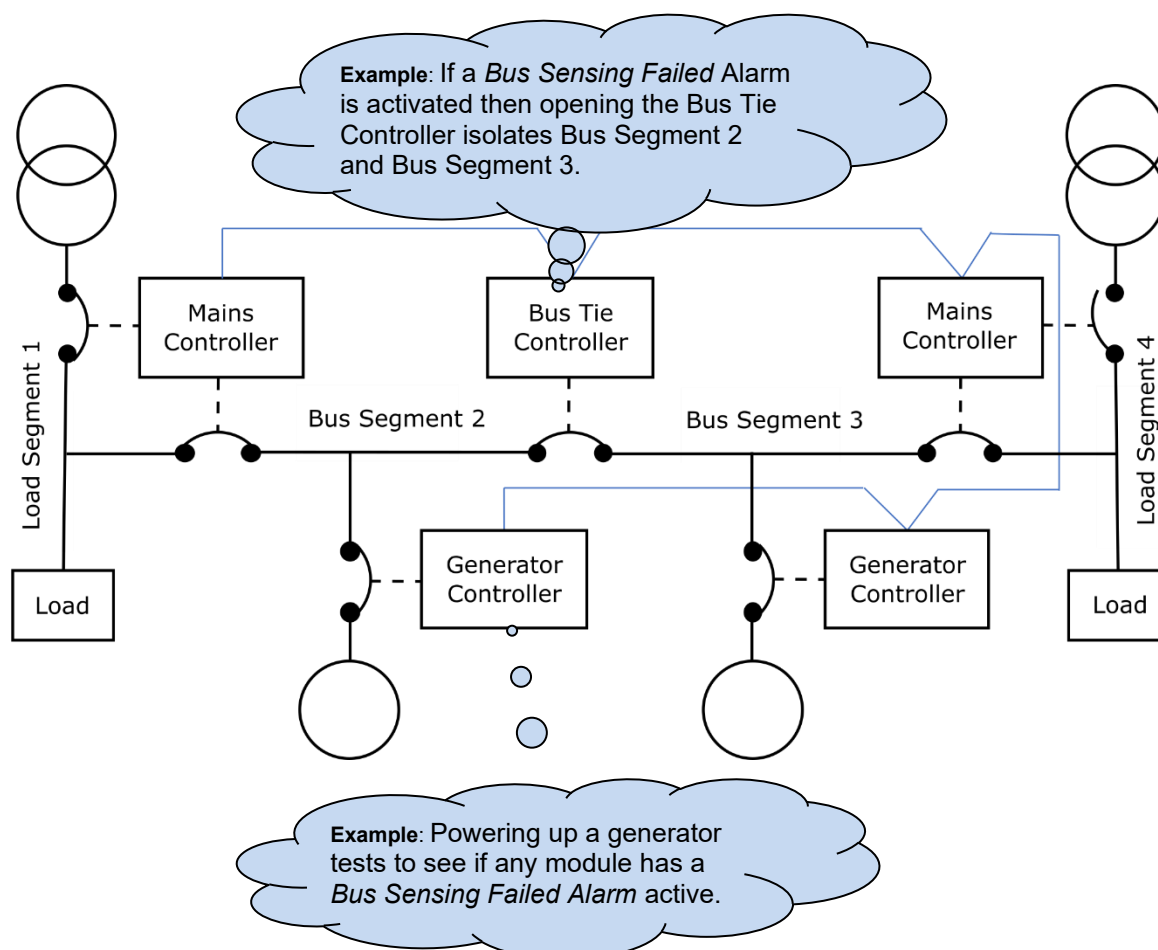 Example: If a Bus Sensing Failed Alarm
is activated then opening the Bus Tie
Controller isolates Bus Segment 2
and Bus Segment 3.
Mains
Controller
Bus Tie
Controller
Mains
Controller
Load Segment 1
Bus Segment 2
Bus Segment 3
Load Segment 4
Load
Generator
Controller
Generator
Controller
Load
Example: Powering up a generator
tests to see if any module has a
Bus Sensing Failed Alarm active.